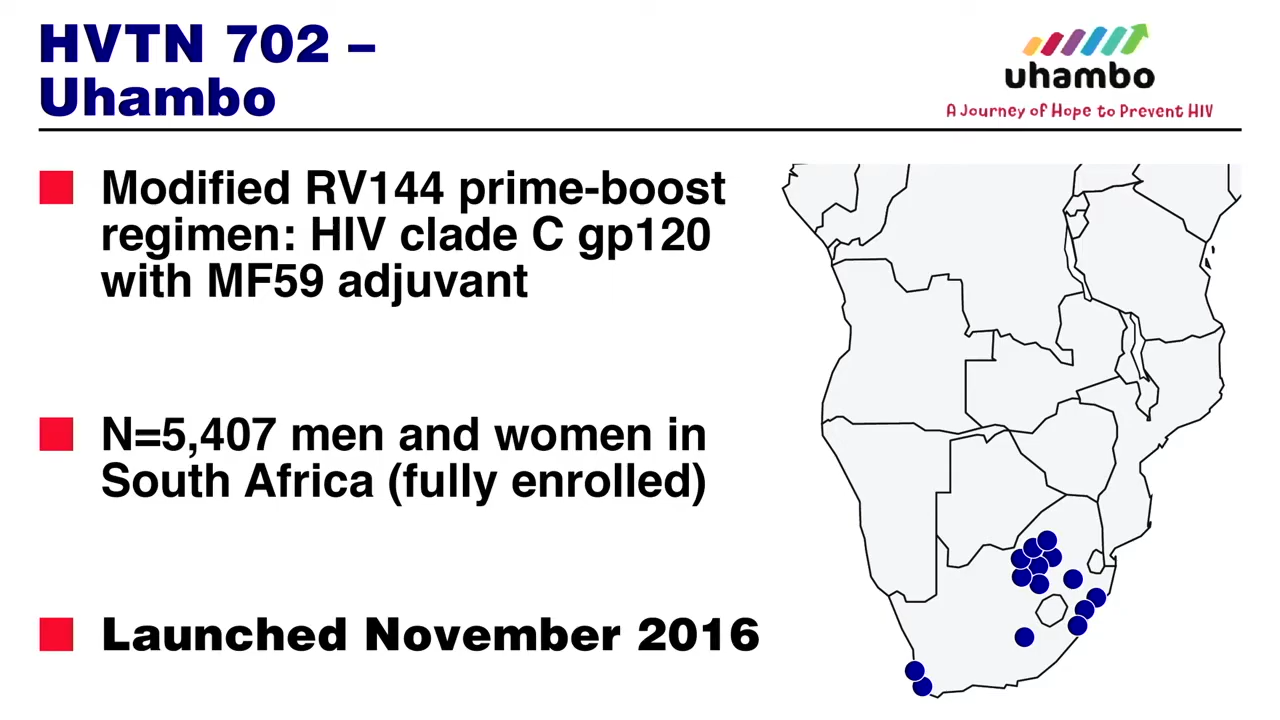 HVTN 702 –
Uhambo
uhambo
A Journey of Hope to Prevent HIV
Modified RV144 prime-boost
regimen: HIV clade C gp120
with MF59 adjuvant
N=5,407 men and women in
South Africa (fully enrolled)
Launched November 2016